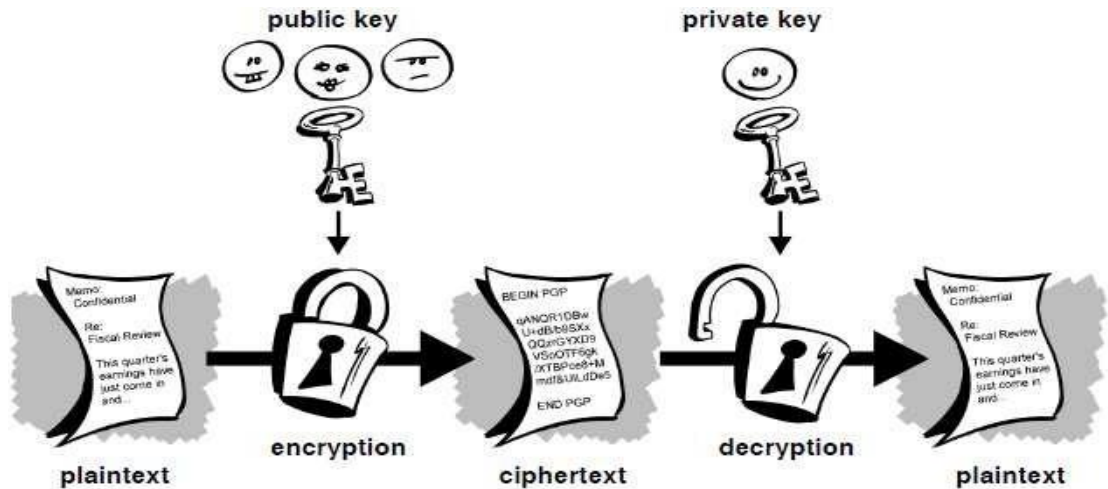 public key
private key
Memo:
Confidential
Re:
Fiscal Review
This quarter's
earnings have
just come in
and...
BEGIN PGP
qANQR1DBw
END PGP
Memo:
Confidential
Re:
Fiscal Review
This quarter's
earnings have
just come in
and...
encryption
decryption
plaintext
ciphertext
plaintext